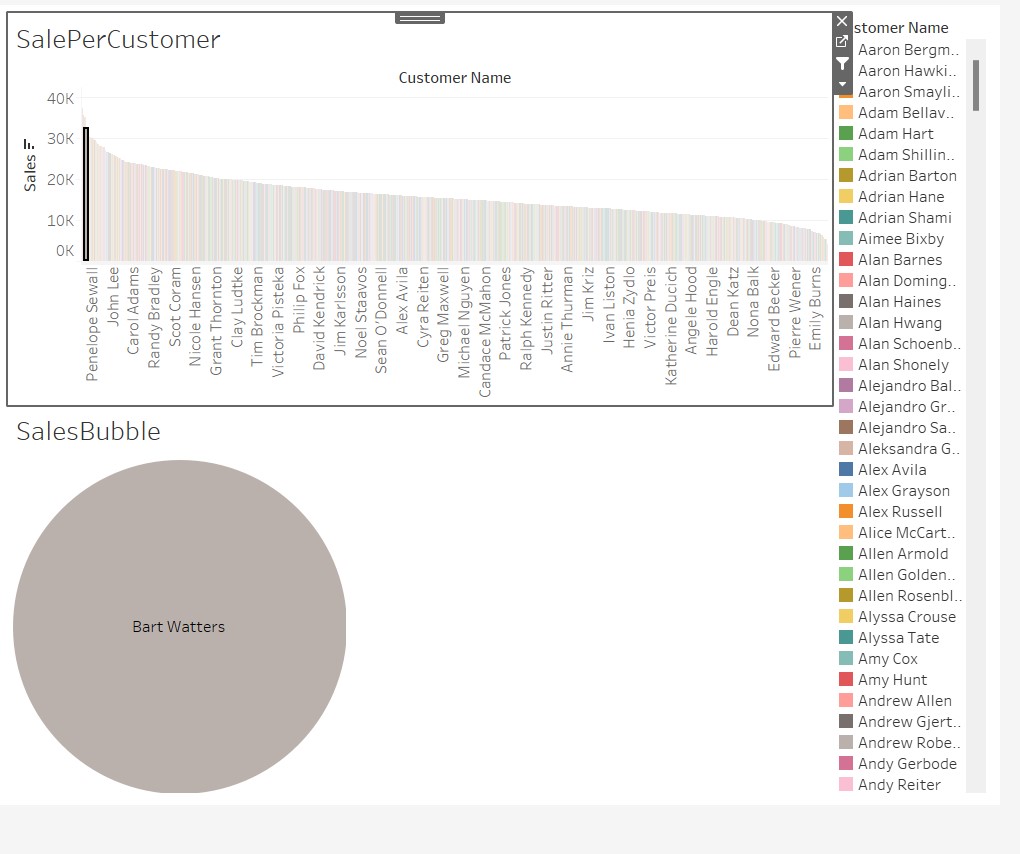 SalePerCustomer
Customer Name
40K
30K
20K
10K
0K
Sales
Penelope Sewall
John Lee
Carol Adams
Randy Bradley
Scot Coram
Nicole Hansen
Grant Thornton
Clay Ludtke
Tim Brockman
Victoria Pisteka
Philip Fox
David Kendrick
Jim Karlsson
Noel Staavos
Sean O'Donnell
Alex Avila
Cyra Reiten
Greg Maxwell
Michael Nguyen
Candace McMahon
Patrick Jones
Ralph Kennedy
Justin Ritter
Annie Thurman
Jim Kriz
Ivan Liston
Henia Zydlo
Victor Preis
Katherine Ducich
Angele Hood
Harold Engle
Dean Katz
Nona Balk
Edward Becker
Pierre Wener
Emily Burns
SalesBubble
Bart Watters
stomer Name
Aaron Bergm..
Aaron Hawki..
Aaron Smayli..
Adam Bellav..
Adam Hart
Adam Shillin..
Adrian Barton
Adrian Hane
Adrian Shami
Aimee Bixby
Alan Barnes
Alan Doming..
Alan Haines
Alan Hwang
Alan Schoenb..
Alan Shonely
Alejandro Bal..
Alejandro Gr..
Alejandro Sa..
Aleksandra G..
Alex Avila
Alex Grayson
Alex Russell
Alice McCart..
Allen Armold
Allen Golden..
Allen Rosenbl..
Alyssa Crouse
Alyssa Tate
Amy Cox
Amy Hunt
Andrew Allen
Andrew Gjert..
Andrew Robe..
Andy Gerbode
Andy Reiter